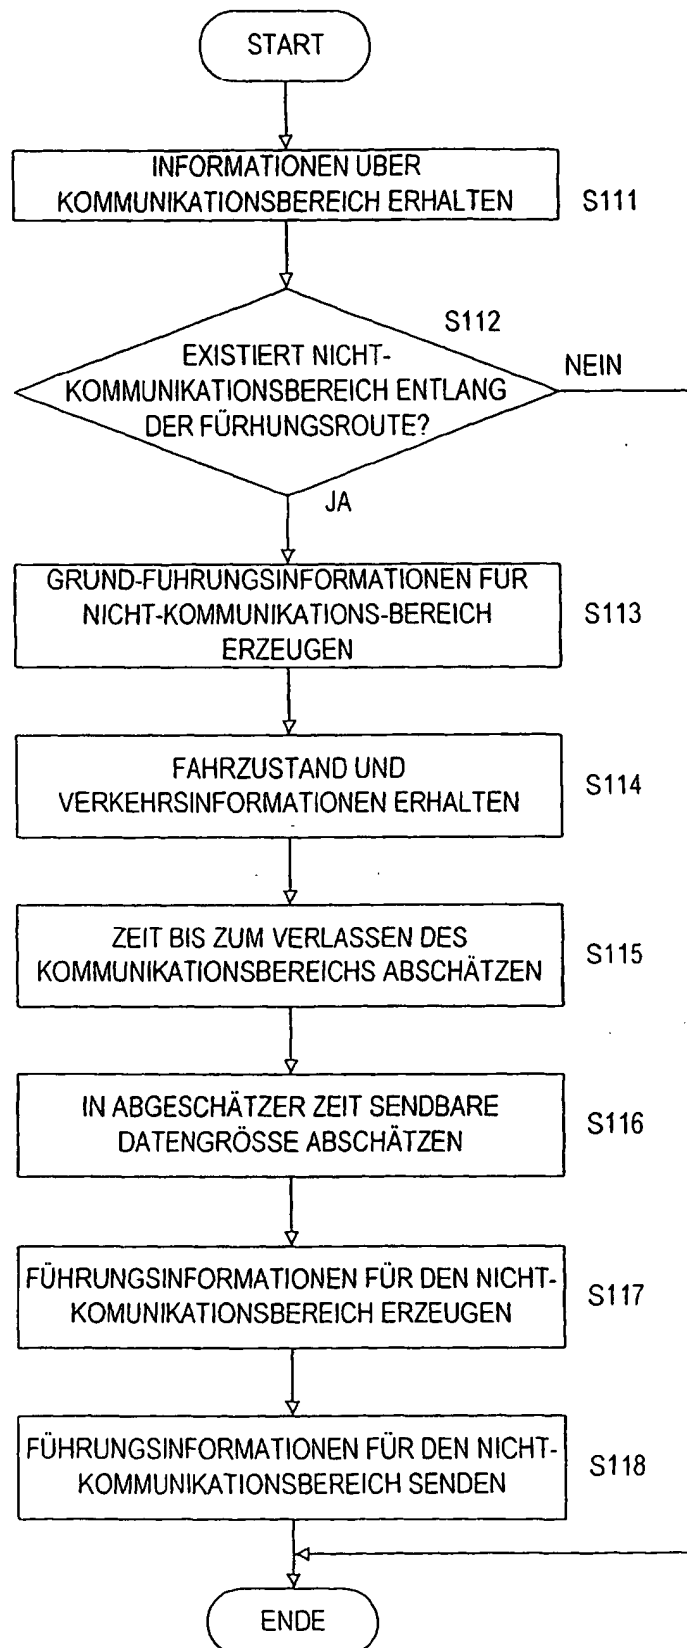 START
INFORMATIONEN ÜBER
KOMMUNIKATIONSBEREICH ERHALTEN
S111
S112
EXISTIERT NICHT-
KOMMUNIKATIONSBEREICH ENTLANG
DER FÜRHUNGSROUTE?
NEIN
JA
GRUND-FÜHRUNGSINFORMATIONEN FÜR
NICHT-KOMMUNIKATIONS-BEREICH
ERZEUGEN
S113
FAHRZUSTAND UND
VERKEHRSINFORMATIONEN ERHALTEN
S114
ZEIT BIS ZUM VERLASSEN DES
KOMMUNIKATIONSBEREICHS ABSCHÄTZEN
S115
IN ABGESCHÄTZER ZEIT SENDBARE
DATENGRÖSSE ABSCHÄTZEN
S116
FÜHRUNGSINFORMATIONEN FÜR DEN NICHT-
KOMUNIKATIONSBEREICH ERZEUGEN
S117
FÜHRUNGSINFORMATIONEN FÜR DEN NICHT-
KOMMUNIKATIONSBEREICH SENDEN
S118
ENDE